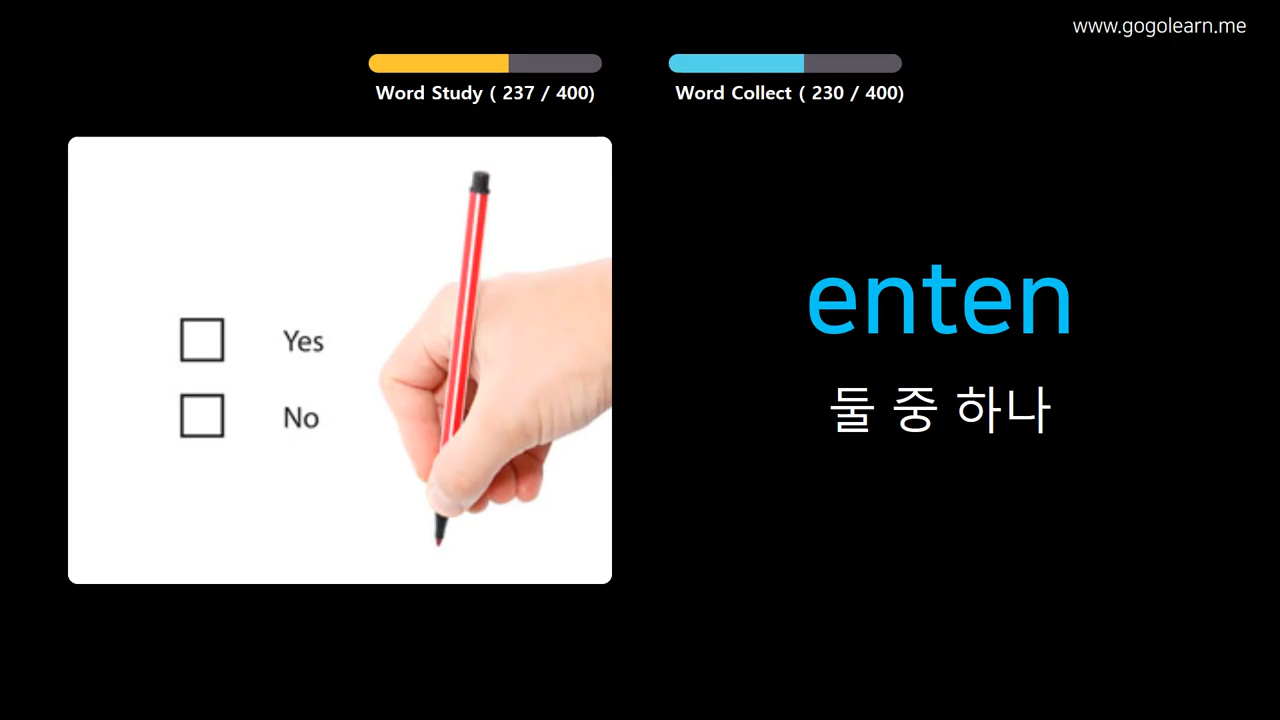 www.gogolearn.me
Word Study ( 237 / 400)
Word Collect ( 230 / 400)
Yes
No
enten
둘 중 하나